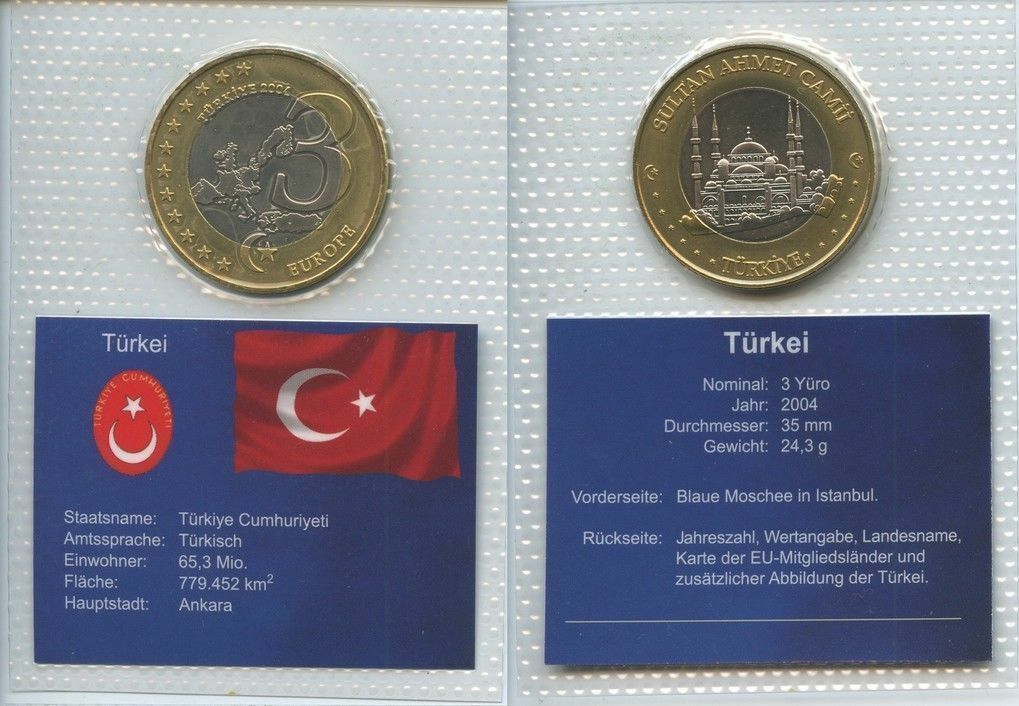 TÜRKİYE 2004
3
EUROPE
Türkei
TÜRKİYE CUMHURİYETİ
Staatsname: Türkiye Cumhuriyeti
Amtssprache: Türkisch
Einwohner: 65,3 Mio.
Fläche: 779.452 km²
Hauptstadt: Ankara
SULTAN AHMET CAMİİ
TÜRKİYE
Türkei
Nominal: 3 Yüro
Jahr: 2004
Durchmesser: 35 mm
Gewicht: 24,3 g
Vorderseite: Blaue Moschee in Istanbul.
Rückseite: Jahreszahl, Wertangabe, Landesname,
Karte der EU-Mitgliedsländer und
zusätzlicher Abbildung der Türkei.